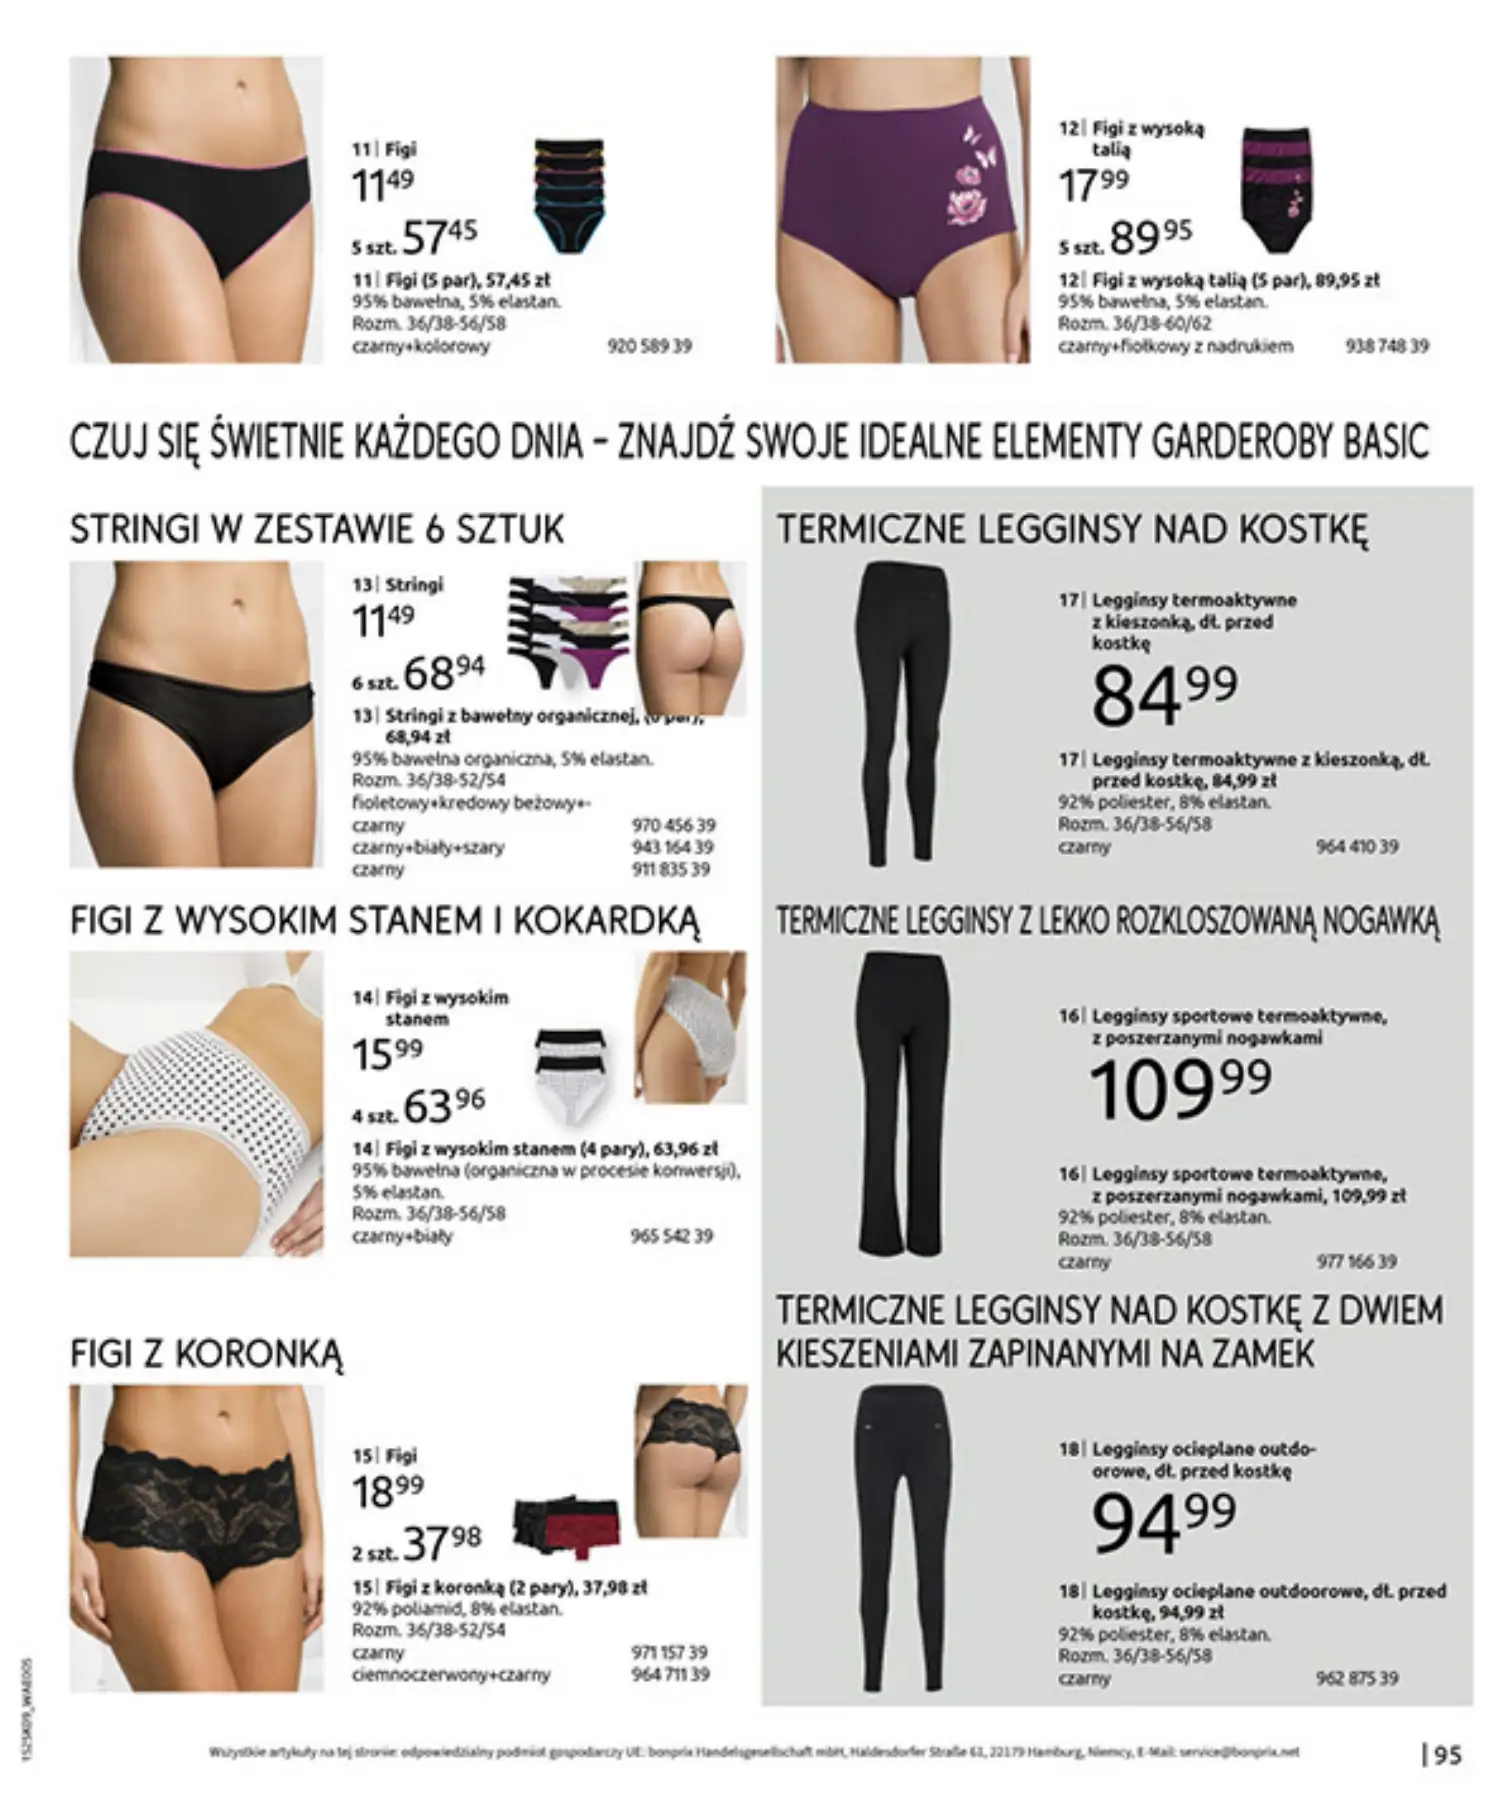 11| Figi
11 49
5 szt. 57 45
11| Figi (5 par), 57,45 zł
95% bawełna, 5% elastan.
Rozm. 36/38-56/58
czarny+kolorowy 920 589 39
12| Figi z wysoką
talią
17 99
5 szt. 89 95
12| Figi z wysoką talią (5 par), 89,95 zł
95% bawełna, 5% elastan.
Rozm. 36/38-60/62
czarny+fiołkowy z nadrukiem 938 748 39
CZUJ SIĘ ŚWIETNIE KAŻDEGO DNIA – ZNAJDŹ SWOJE IDEALNE ELEMENTY GARDEROBY BASIC
STRINGI W ZESTAWIE 6 SZTUK
13| Stringi
11 49
6 szt. 68 94
13| Stringi z bawełny organicznej, (6 par),
68,94 zł
95% bawełna organiczna, 5% elastan.
Rozm. 36/38-52/54
fioletowy+kredowy beżowy+-
czarny 970 456 39
czarny+biały+szary 943 164 39
czarny 911 835 39
FIGI Z WYSOKIM STANEM I KOKARDKĄ
14| Figi z wysokim
stanem
15 99
4 szt. 63 96
14| Figi z wysokim stanem (4 pary), 63,96 zł
95% bawełna (organiczna w procesie konwersji),
5% elastan.
Rozm. 36/38-56/58
czarny+biały 965 542 39
FIGI Z KORONKĄ
15| Figi
18 99
2 szt. 37 98
15| Figi z koronką (2 pary), 37,98 zł
92% poliamid, 8% elastan.
Rozm. 36/38-52/54
czarny 971 157 39
ciemnoczerwony+czarny 964 711 39
TERMICZNE LEGGINSY NAD KOSTKĘ
17| Legginsy termoaktywne
z kieszonką, dł. przed
kostkę
84 99
17| Legginsy termoaktywne z kieszonką, dł.
przed kostkę, 84,99 zł
92% poliester, 8% elastan.
Rozm. 36/38-56/58
czarny 964 410 39
TERMICZNE LEGGINSY Z LEKKO ROZKLOSZOWANĄ NOGAWKĄ
16| Legginsy sportowe termoaktywne,
z poszerzanymi nogawkami
109 99
16| Legginsy sportowe termoaktywne,
z poszerzanymi nogawkami, 109,99 zł
92% poliester, 8% elastan.
Rozm. 36/38-56/58
czarny 977 166 39
TERMICZNE LEGGINSY NAD KOSTKĘ Z DWIEM
KIESZENIAMI ZAPINANYMI NA ZAMEK
18| Legginsy ocieplane outdo-
orowe, dł. przed kostkę
94 99
18| Legginsy ocieplane outdoorowe, dł. przed
kostkę, 94,99 zł
92% poliester, 8% elastan.
Rozm. 36/38-56/58
czarny 962 875 39
152SK09_WAE005
Wszystkie artykuły na tej stronie: odpowiedzialny podmiot gospodarczy UE: bonprix Handelsgesellschaft mbH, Haldesdorfer Straße 61, 22179 Hamburg, Niemcy, E-Mail: service@bonprix.net
| 95